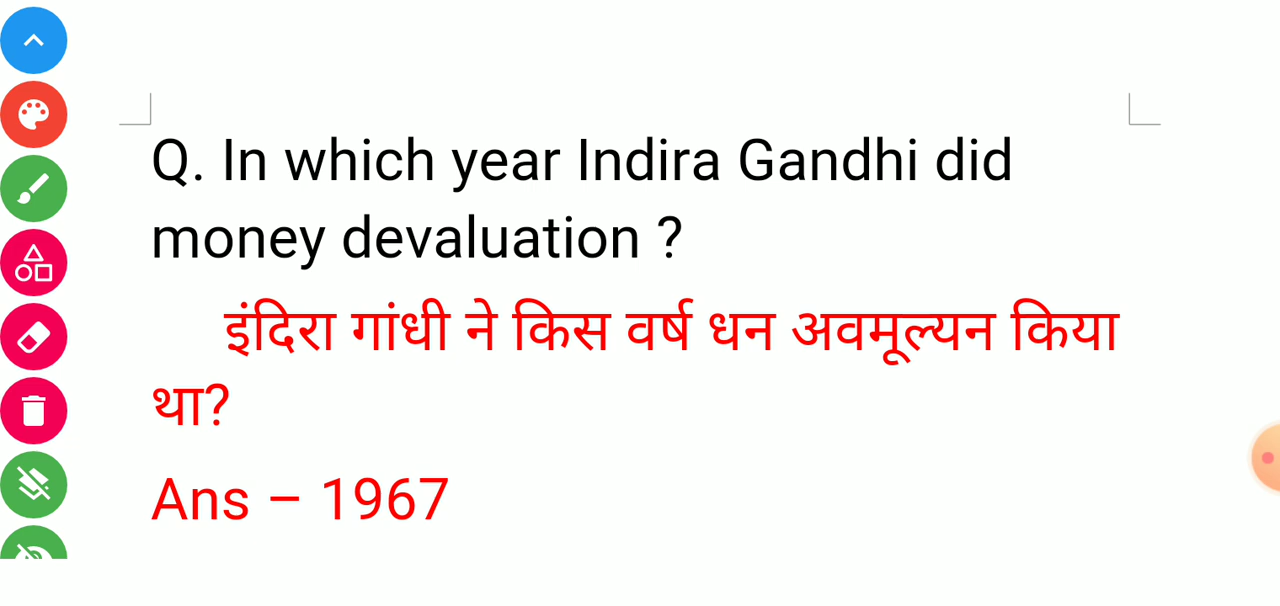 Q. In which year Indira Gandhi did
money devaluation ?
इंदिरा गांधी ने किस वर्ष धन अवमूल्यन किया
था?
Ans – 1967